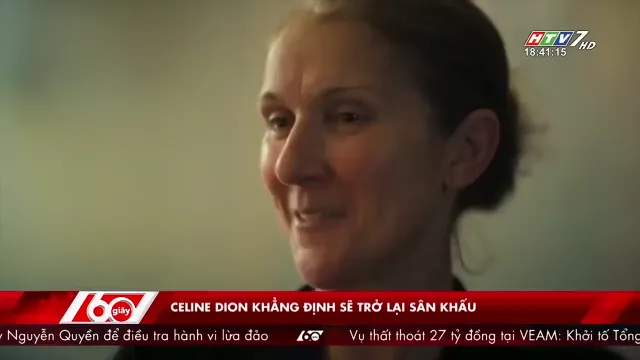 HTV7 HD
18:41:15
60 giây
CELINE DION KHẲNG ĐỊNH SẼ TRỞ LẠI SÂN KHẤU
Nguyễn Quyền để điều tra hành vi lừa đảo 60 Vụ thất thoát 27 tỷ đồng tại VEAM: Khởi tố Tổng